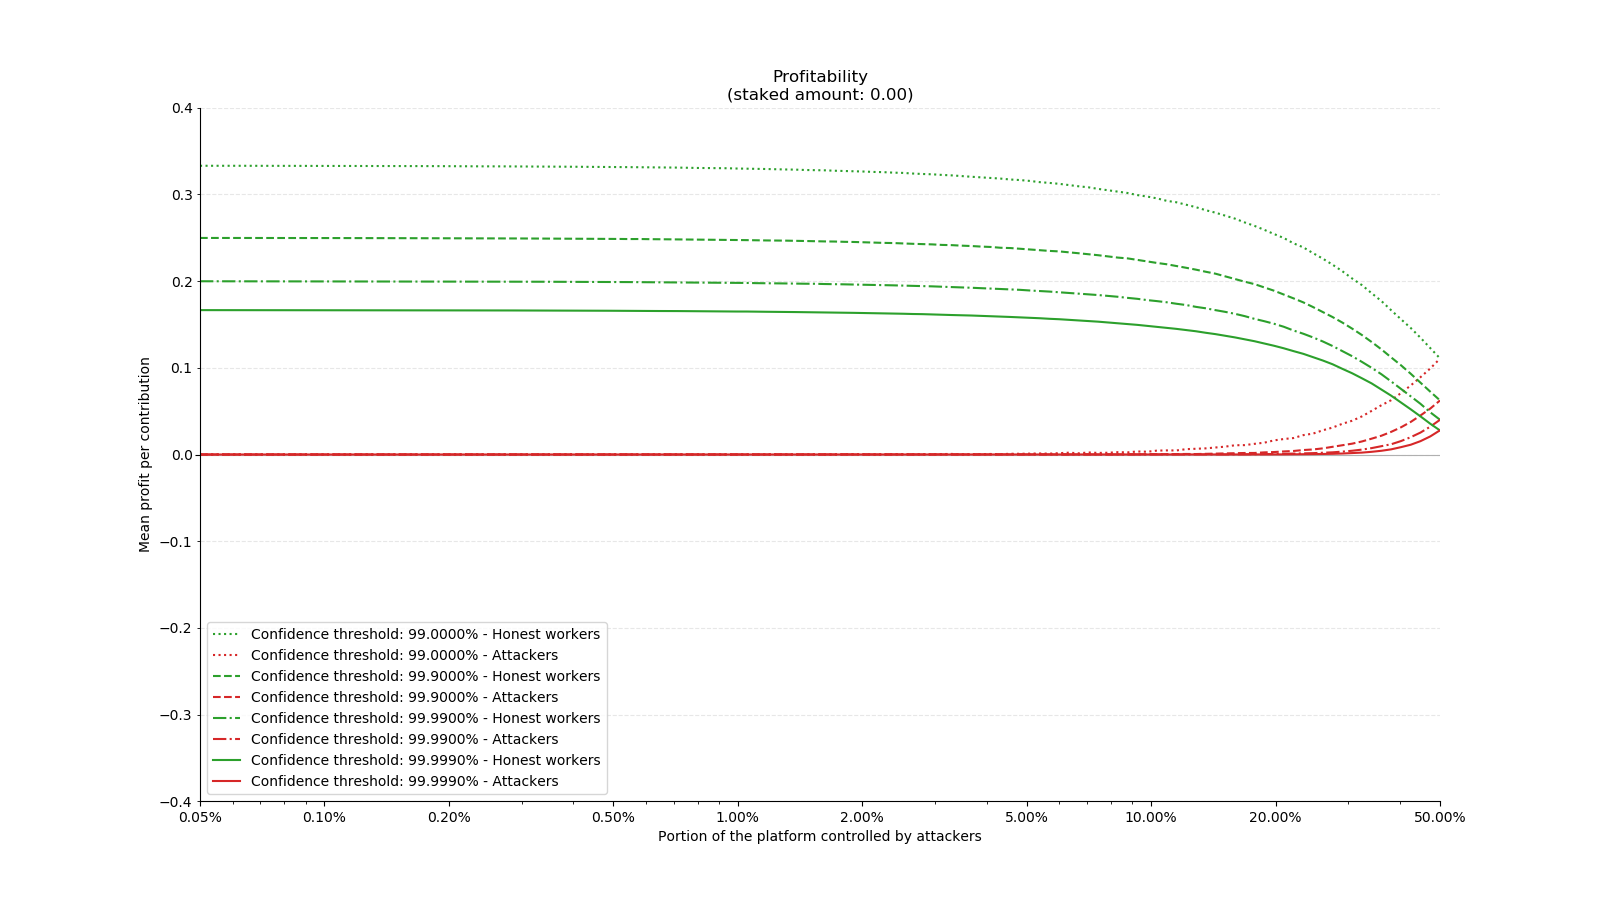 Profitability
(staked amount: 0.00)
0.4
0.3
0.2
0.1
0.0
−0.1
−0.2
−0.3
−0.4
Mean profit per contribution
Confidence threshold: 99.0000% - Honest workers
Confidence threshold: 99.0000% - Attackers
Confidence threshold: 99.9000% - Honest workers
Confidence threshold: 99.9000% - Attackers
Confidence threshold: 99.9900% - Honest workers
Confidence threshold: 99.9900% - Attackers
Confidence threshold: 99.9990% - Honest workers
Confidence threshold: 99.9990% - Attackers
0.05% 0.10% 0.20% 0.50% 1.00% 2.00% 5.00% 10.00% 20.00% 50.00%
Portion of the platform controlled by attackers